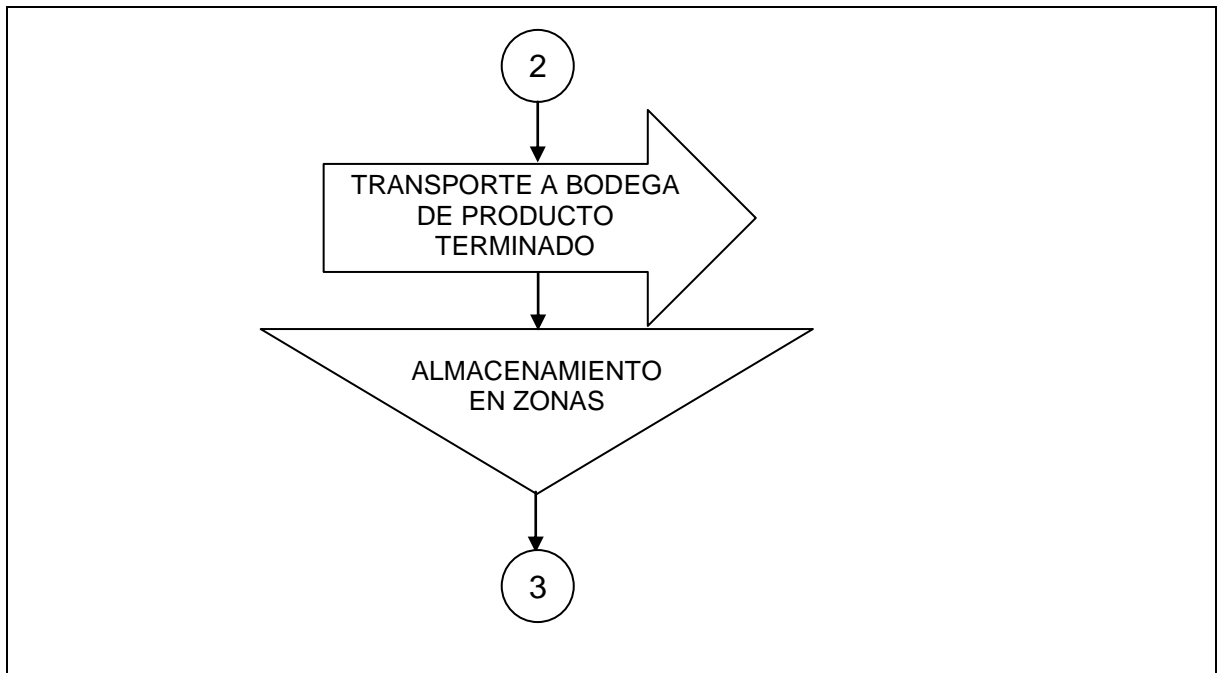 2
TRANSPORTE A BODEGA
DE PRODUCTO
TERMINADO
ALMACENAMIENTO
EN ZONAS
3